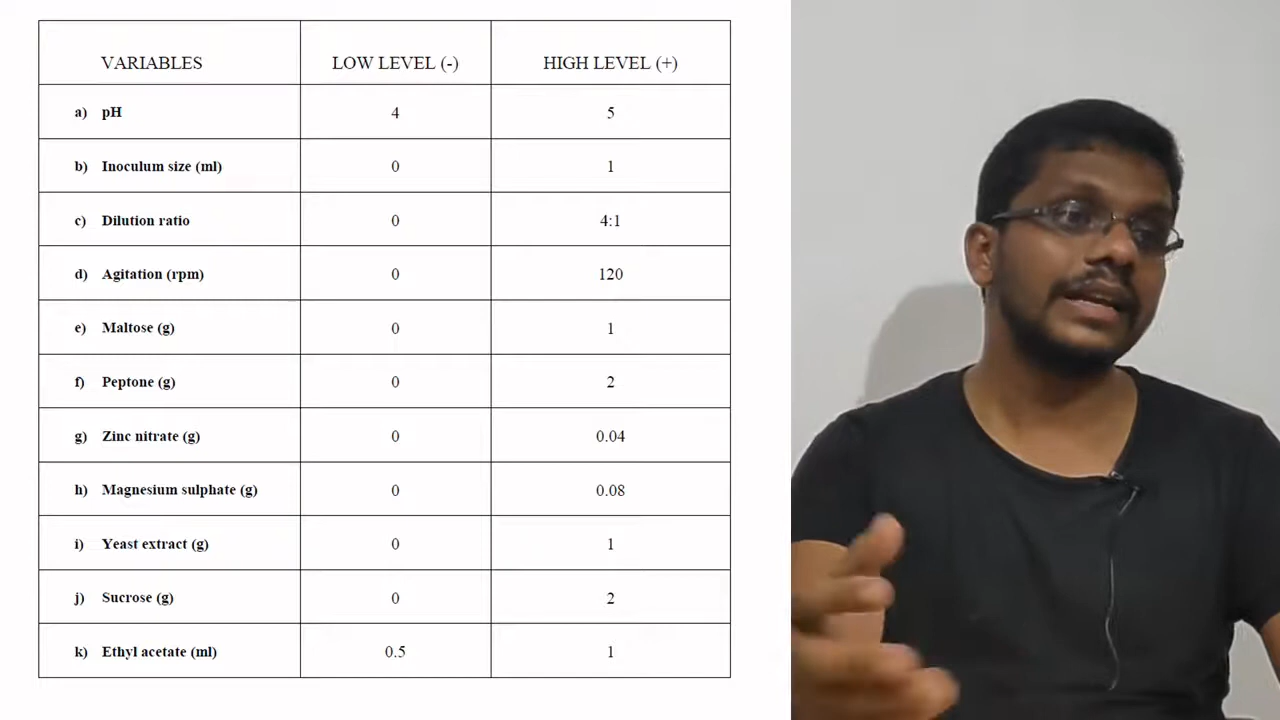 VARIABLES LOW LEVEL (-) HIGH LEVEL (+)
a) pH 4 5
b) Inoculum size (ml) 0 1
c) Dilution ratio 0 4:1
d) Agitation (rpm) 0 120
e) Maltose (g) 0 1
f) Peptone (g) 0 2
g) Zinc nitrate (g) 0 0.04
h) Magnesium sulphate (g) 0 0.08
i) Yeast extract (g) 0 1
j) Sucrose (g) 0 2
k) Ethyl acetate (ml) 0.5 1